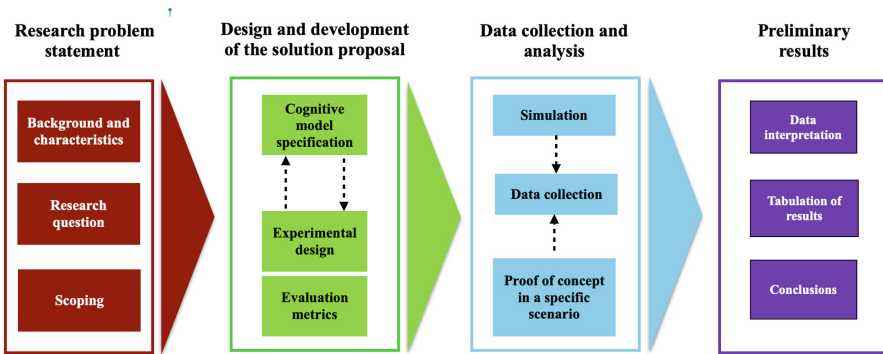 Research problem
statement
Background and
characteristics
Research
question
Scoping
Design and development
of the solution proposal
Cognitive
model
specification
Experimental
design
Evaluation
metrics
Data collection and
analysis
Simulation
Data collection
Proof of concept
in a specific
scenario
Preliminary
results
Data
interpretation
Tabulation of
results
Conclusions